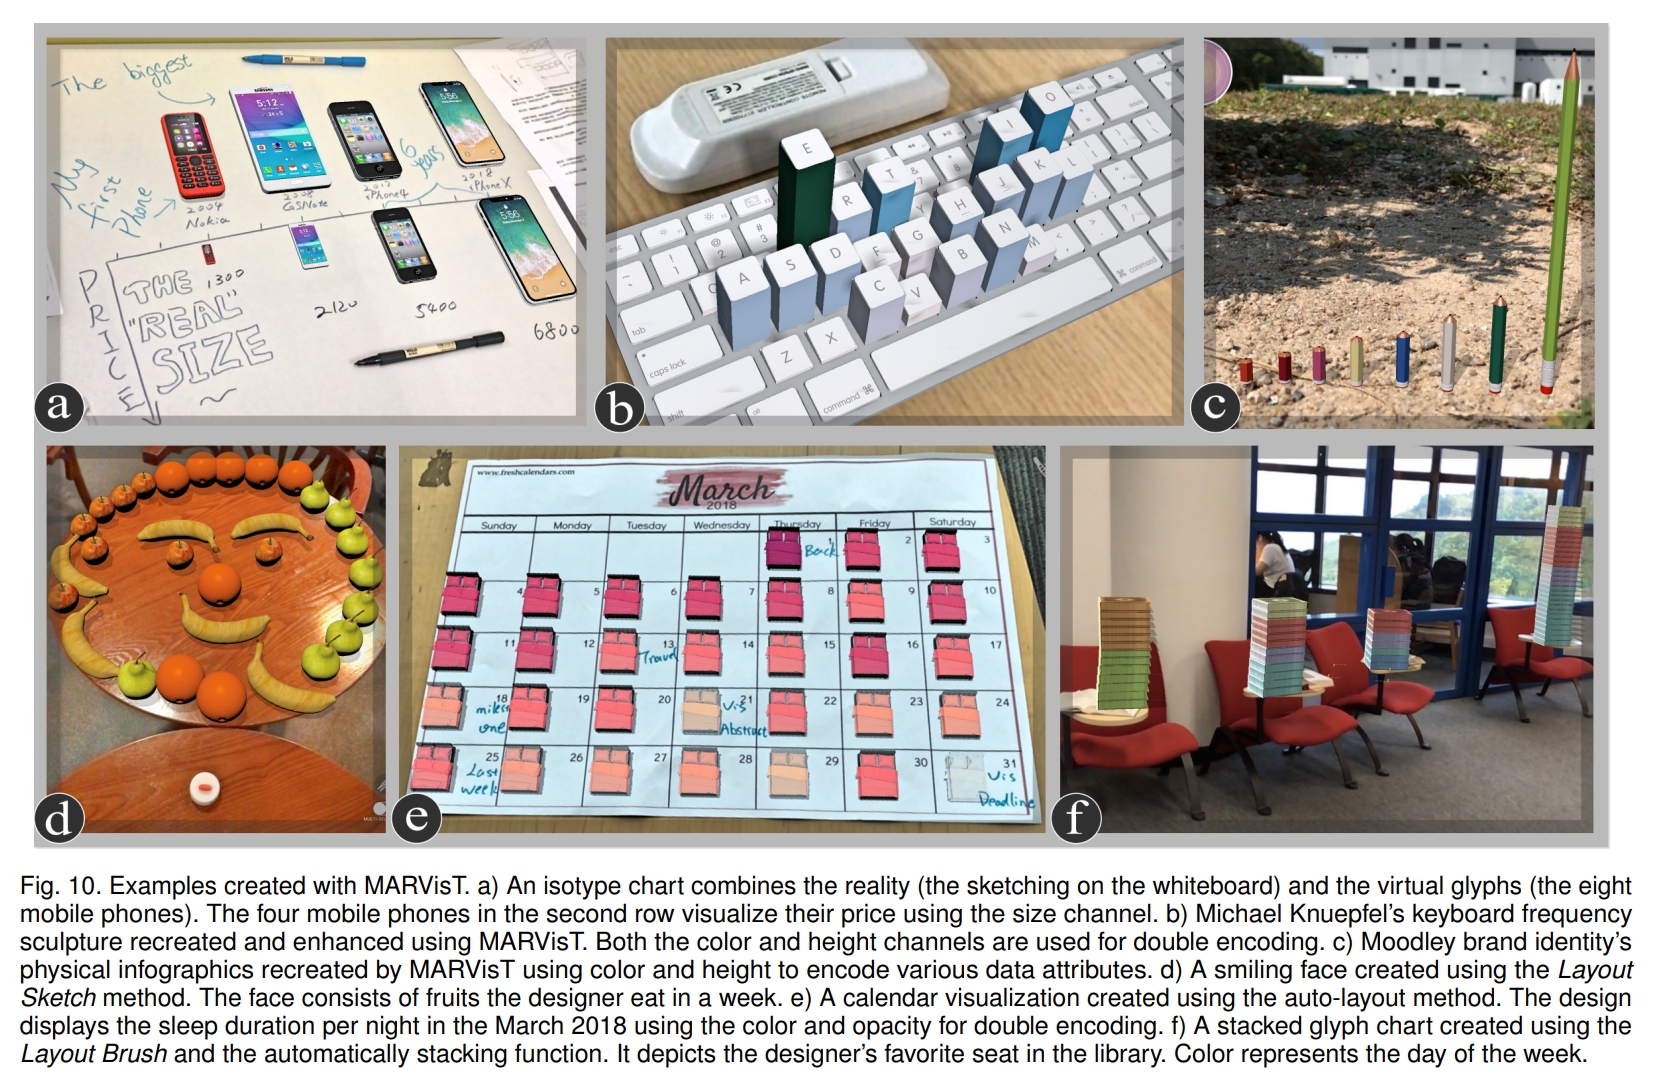 The biggest
5:12
5:56
My first Phone
6 years
2004
Nokia
2012
iPhone4
2018
iPhoneX
5:12
5:56
PRICE
THE
"REAL"
SIZE
1300
2120
5400
6800
a
E
R
T
I
O
H
J
K
L
A
S
D
F
G
C
V
B
N
M
Z
X
tab
caps lock
shift
command
command
delete
esc
b
c
d
www.freshcalendars.com
March
2018
Sunday Monday Tuesday Wednesday Thursday Friday Saturday
1 Back 2 3
4 5 6 7 8 9 10
11 12 13 Travel 14 15 16 17
18 19 20 21 22 23 24
one Vis Abstract
25 26 27 28 29 30 31
Last week Vis Deadline
e
f
Fig. 10. Examples created with MARVisT. a) An isotype chart combines the reality (the sketching on the whiteboard) and the virtual glyphs (the eight
mobile phones). The four mobile phones in the second row visualize their price using the size channel. b) Michael Knuepfel's keyboard frequency
sculpture recreated and enhanced using MARVisT. Both the color and height channels are used for double encoding. c) Moodley brand identity's
physical infographics recreated by MARVisT using color and height to encode various data attributes. d) A smiling face created using the Layout
Sketch method. The face consists of fruits the designer eat in a week. e) A calendar visualization created using the auto-layout method. The design
displays the sleep duration per night in the March 2018 using the color and opacity for double encoding. f) A stacked glyph chart created using the
Layout Brush and the automatically stacking function. It depicts the designer's favorite seat in the library. Color represents the day of the week.